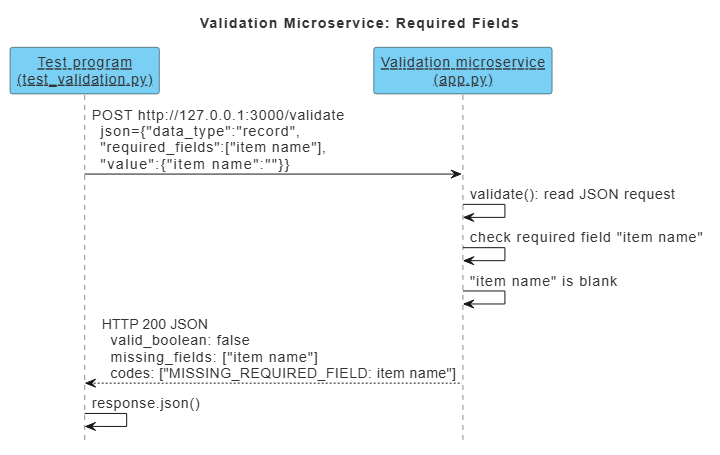 Validation Microservice: Required Fields
Test program
(test_validation.py)
Validation microservice
(app.py)
POST http://127.0.0.1:3000/validate
json={"data_type":"record",
"required_fields":["item name"],
"value":{"item name":""}}
validate(): read JSON request
check required field "item name"
"item name" is blank
HTTP 200 JSON
valid_boolean: false
missing_fields: ["item name"]
codes: ["MISSING_REQUIRED_FIELD: item name"]
response.json()